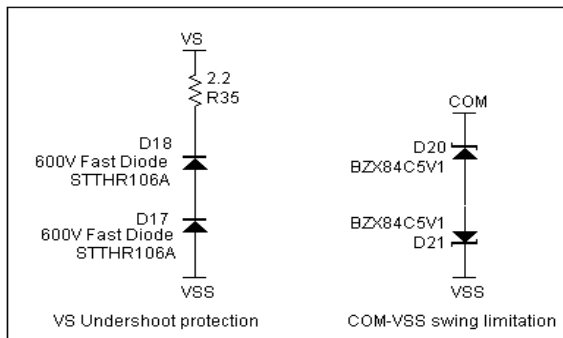 VS
2.2
R35
D18
600V Fast Diode
STTHR106A
D17
600V Fast Diode
STTHR106A
VSS
VS Undershoot protection
COM
D20
BZX84C5V1
BZX84C5V1
D21
VSS
COM-VSS swing limitation